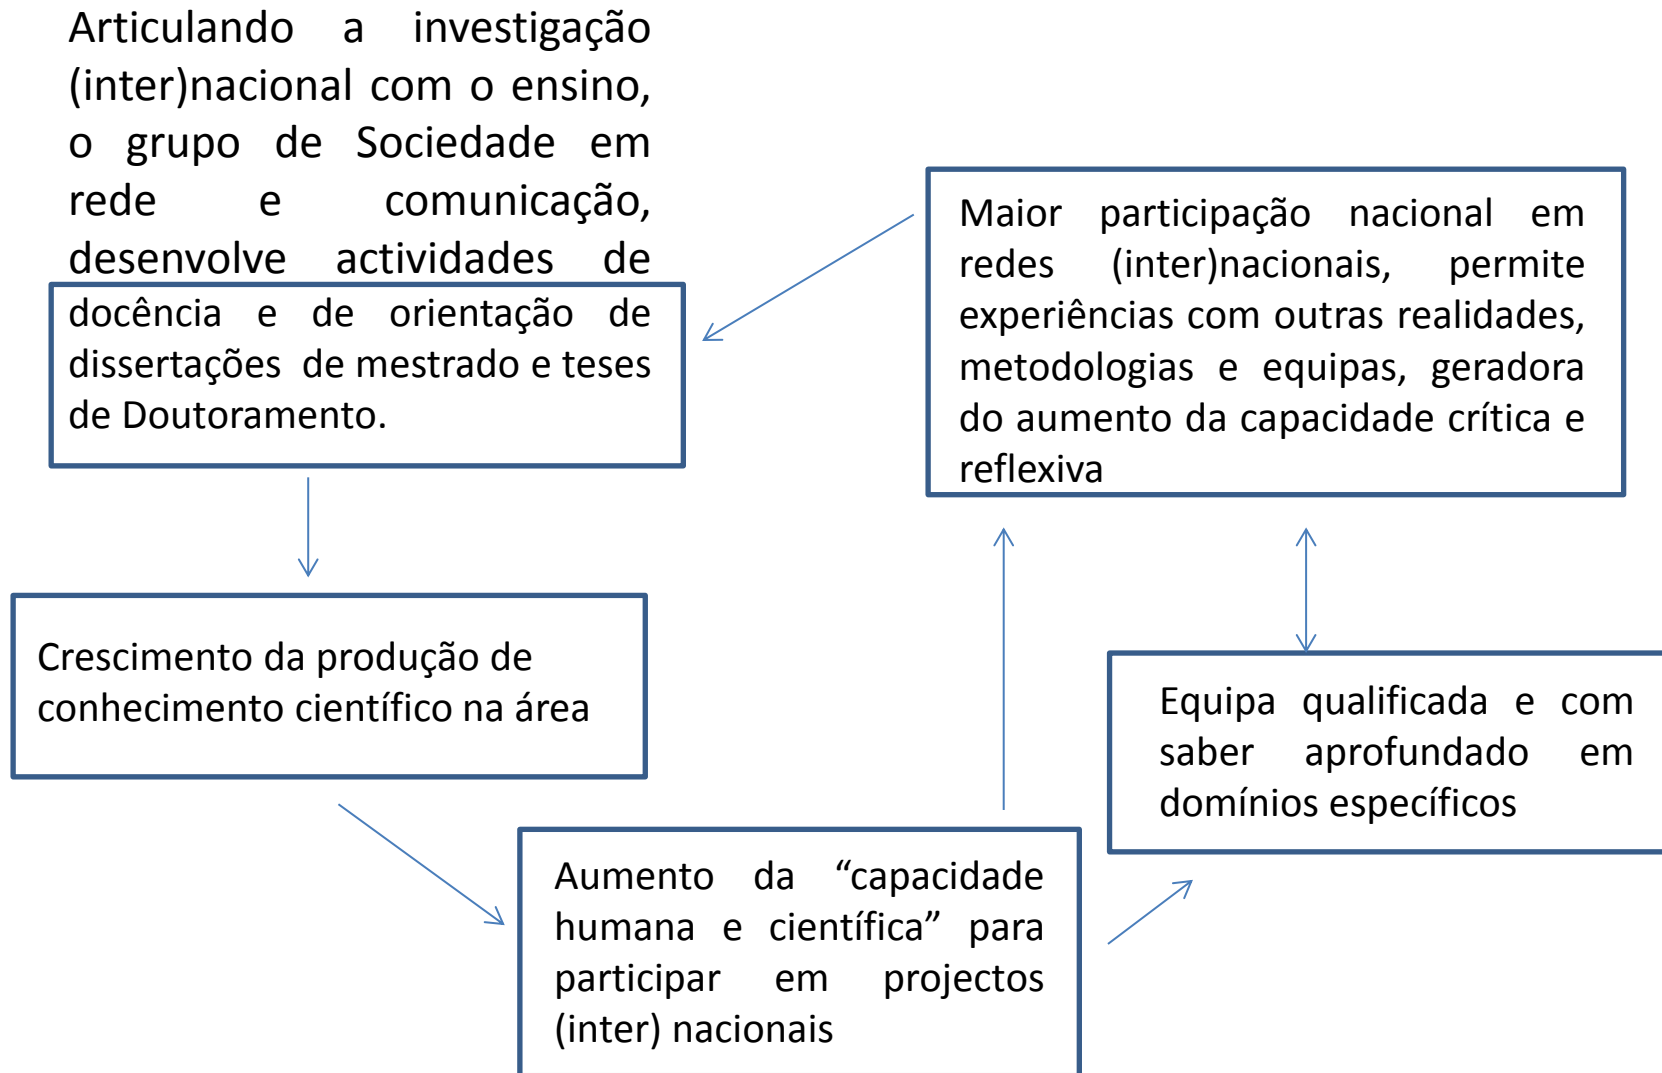 Articulando a investigação
(inter)nacional com o ensino,
o grupo de Sociedade em
rede e comunicação,
desenvolve actividades de
docência e de orientação de
dissertações de mestrado e teses
de Doutoramento.
Maior participação nacional em
redes (inter)nacionais, permite
experiências com outras realidades,
metodologias e equipas, geradora
do aumento da capacidade crítica e
reflexiva
Crescimento da produção de
conhecimento científico na área
Equipa qualificada e com
saber aprofundado em
domínios específicos
Aumento da “capacidade
humana e científica” para
participar em projectos
(inter) nacionais